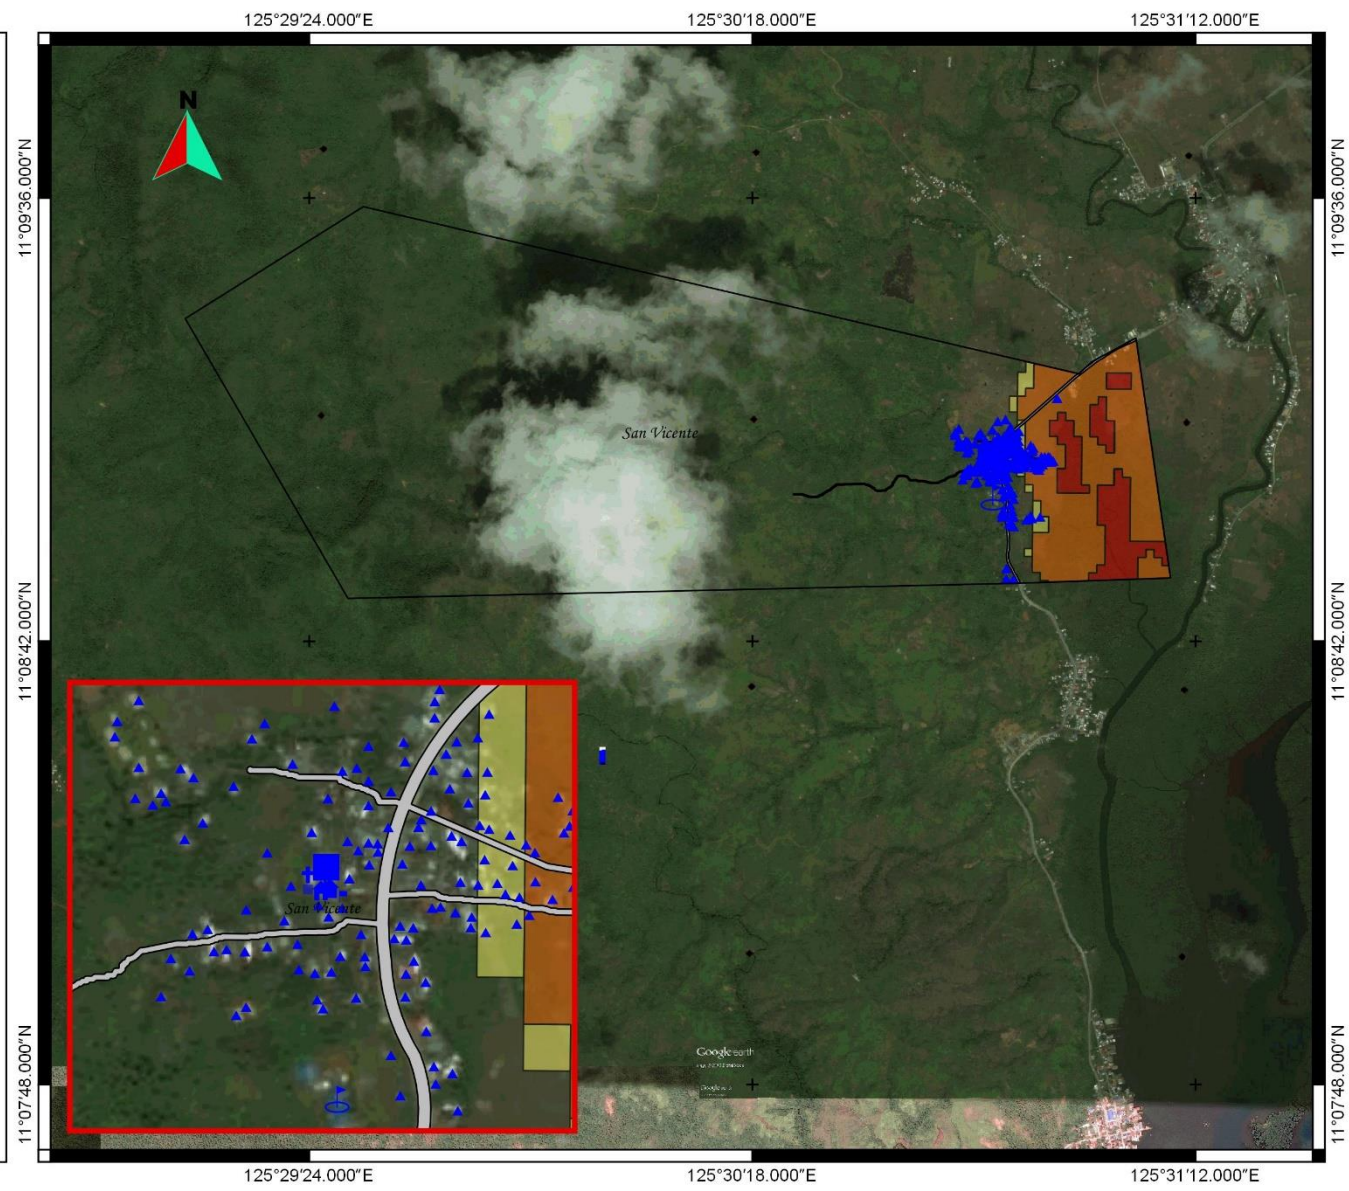 125°29'24.000"E 125°30'18.000"E 125°31'12.000"E
N
11°09'36.000"N 11°09'36.000"N
San Vicente
11°08'42.000"N 11°08'42.000"N
San Vicente
Google earth
11°07'48.000"N 11°07'48.000"N
125°29'24.000"E 125°30'18.000"E 125°31'12.000"E